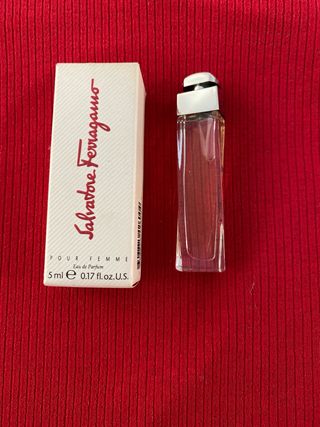 Salvatore Ferragamo
POUR FEMME
Eau de Parfum
5 ml e 0.17 fl.oz.U.S.